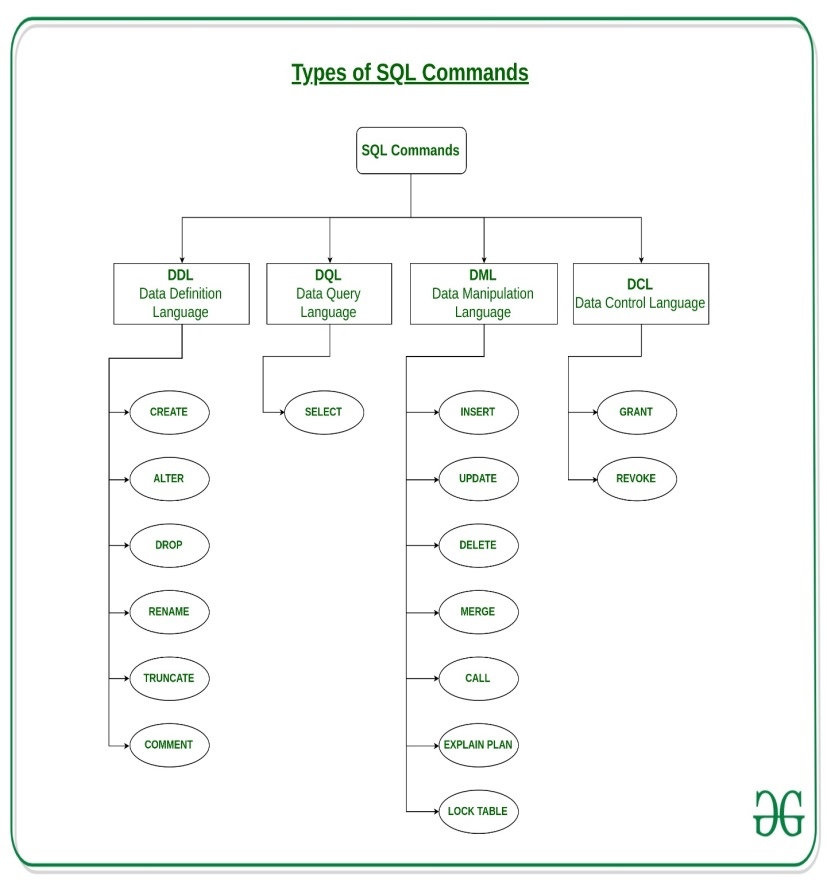 Types of SQL Commands
SQL Commands
DDL
Data Definition
Language
DQL
Data Query
Language
DML
Data Manipulation
Language
DCL
Data Control Language
CREATE
SELECT
INSERT
GRANT
ALTER
UPDATE
REVOKE
DROP
DELETE
RENAME
MERGE
TRUNCATE
CALL
COMMENT
EXPLAIN PLAN
LOCK TABLE